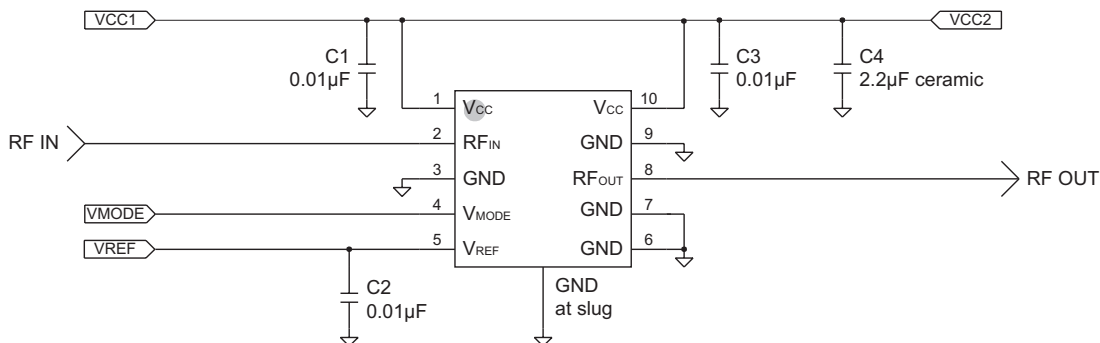 VCC1
VCC2
C1
0.01µF
C3
0.01µF
C4
2.2µF ceramic
1
VCC
VCC
10
RF IN
2
RFIN
GND
9
3
GND
RFOUT
8
RF OUT
VMODE
4
VMODE
GND
7
VREF
5
VREF
GND
6
C2
0.01µF
GND
at slug